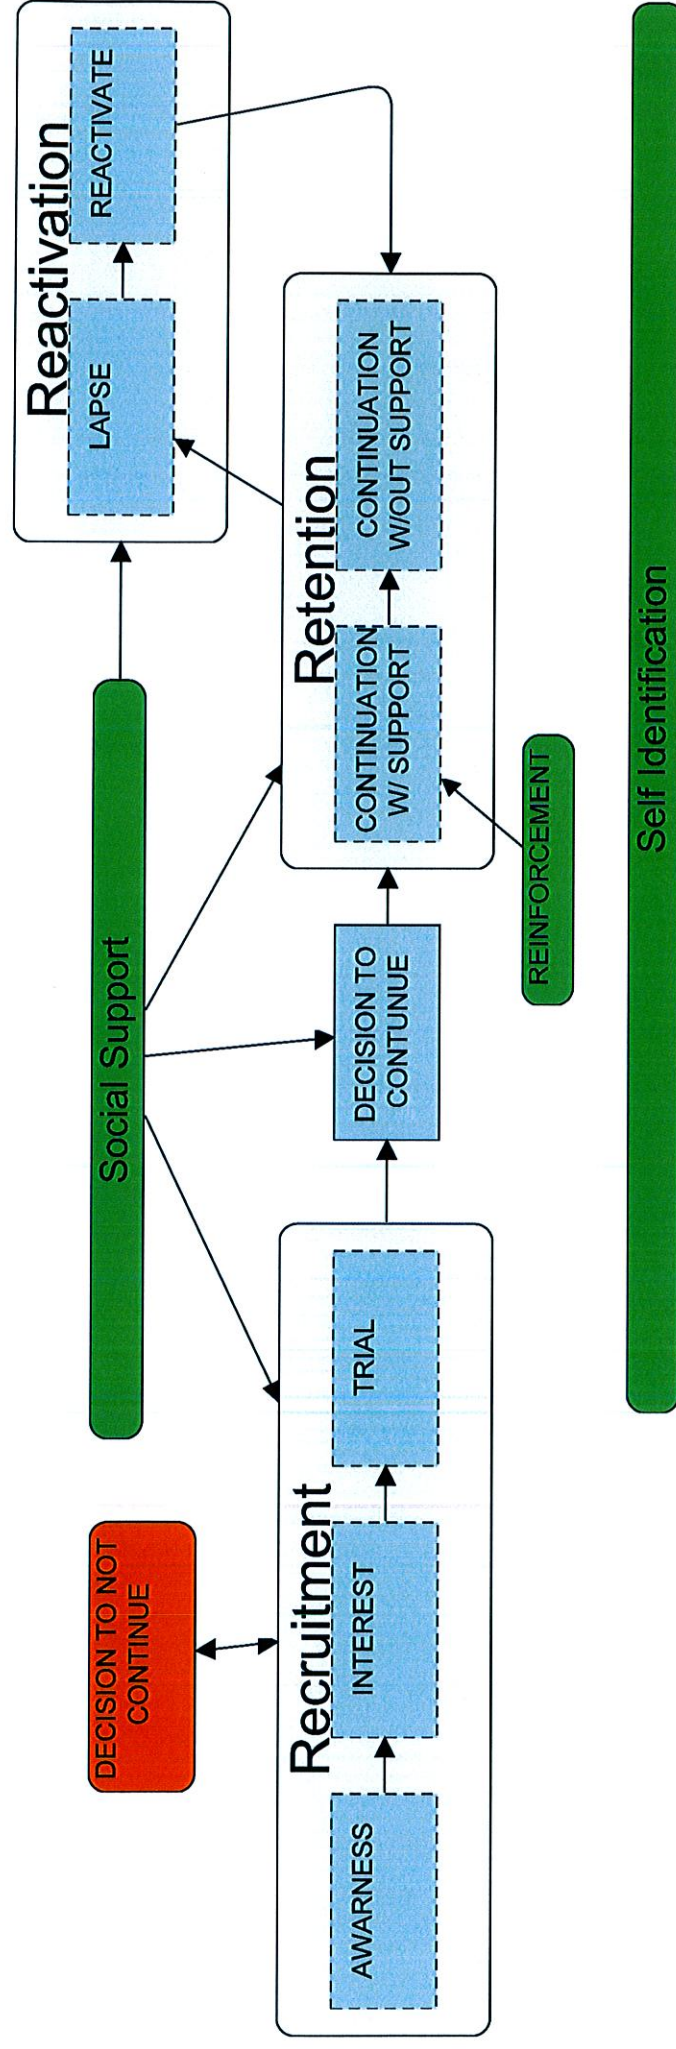 Reactivation
LAPSE
REACTIVATE
DECISION TO NOT
CONTINUE
Social Support
Recruitment
AWARNESS
INTEREST
TRIAL
DECISION TO
CONTUNUE
Retention
CONTINUATION
W/ SUPPORT
CONTINUATION
W/OUT SUPPORT
REINFORCEMENT
Self Identification